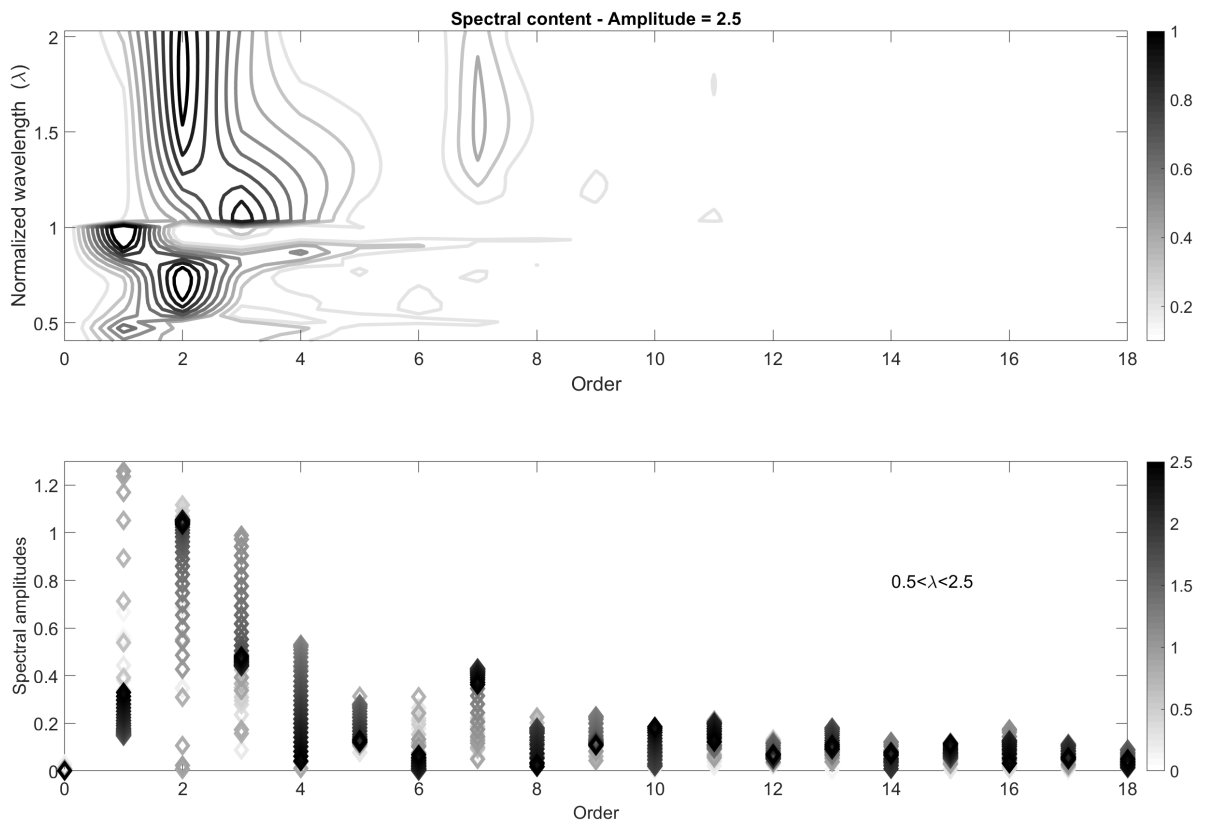 Spectral content - Amplitude = 2.5
Normalized wavelength (λ)
2
1.5
1
0.5
0 2 4 6 8 10 12 14 16 18
Order
1
0.8
0.6
0.4
0.2
Spectral amplitudes
1.2
1
0.8
0.6
0.4
0.2
0
0.5<λ<2.5
0 2 4 6 8 10 12 14 16 18
Order
2.5
2
1.5
1
0.5
0